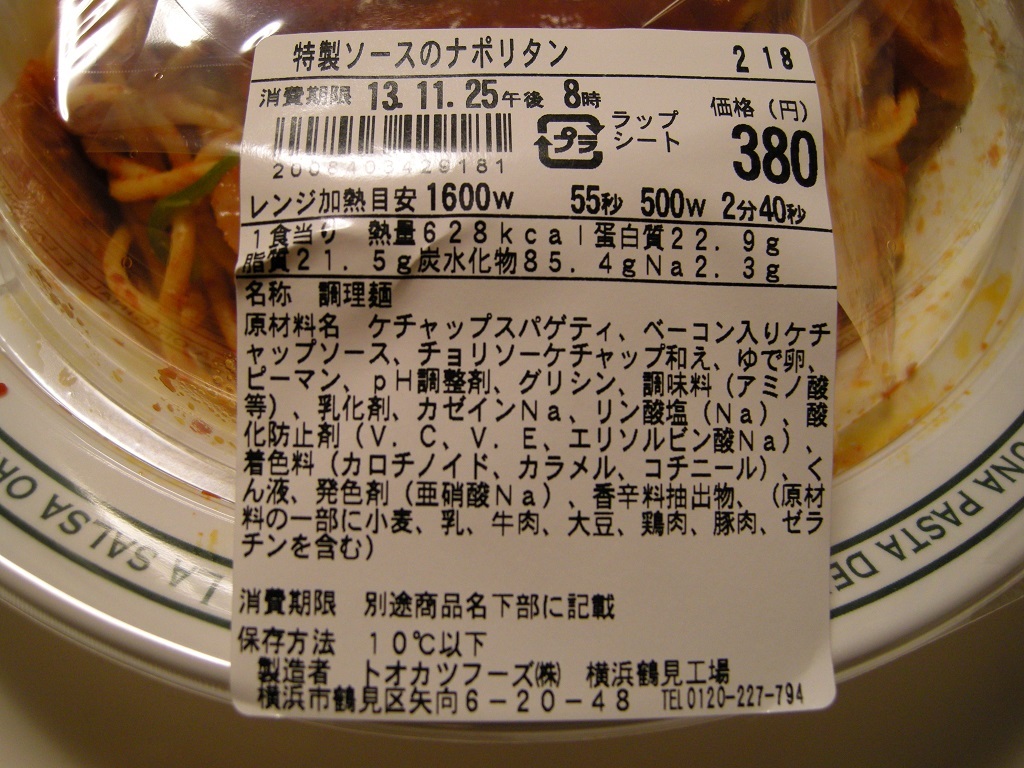 特製ソースのナポリタン 218
消費期限 13.11.25午後 8時
価格(円)
プラ
ラップ
シート
380
2008403429181
レンジ加熱目安 1600w 55秒 500w 2分40秒
1食当り 熱量628kcal 蛋白質22.9g
脂質21.5g炭水化物85.4gNa2.3g
名称 調理麺
原材料名 ケチャップスパゲティ、ベーコン入りケチ
ャップソース、チョリソーケチャップ和え、ゆで卵、
ピーマン、pH調整剤、グリシン、調味料(アミノ酸
等)、乳化剤、カゼインNa、リン酸塩(Na)、酸
化防止剤(V.C、V.E、エリソルビン酸Na)、
着色料(カロチノイド、カラメル、コチニール)、く
ん液、発色剤(亜硝酸Na)、香辛料抽出物、(原材
料の一部に小麦、乳、牛肉、大豆、鶏肉、豚肉、ゼラ
チンを含む)
消費期限 別途商品名下部に記載
保存方法 10℃以下
製造者 トオカツフーズ㈱ 横浜鶴見工場
横浜市鶴見区矢向6-20-48 TEL0120-227-794
LA SALSA
PASTA